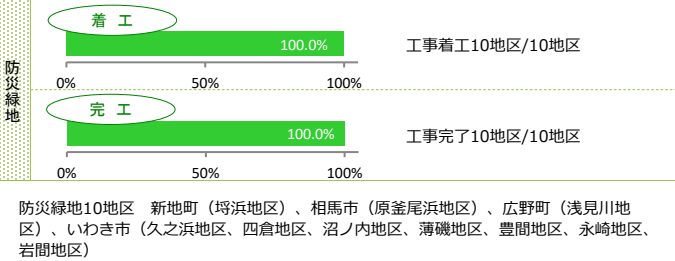 着 工
100.0%
工事着工10地区/10地区
0% 50% 100%
防災緑地
完 工
100.0%
工事完了10地区/10地区
0% 50% 100%
防災緑地10地区 新地町（埒浜地区）、相馬市（原釜尾浜地区）、広野町（浅見川地
区）、いわき市（久之浜地区、四倉地区、沼ノ内地区、薄磯地区、豊間地区、永崎地区、
岩間地区）